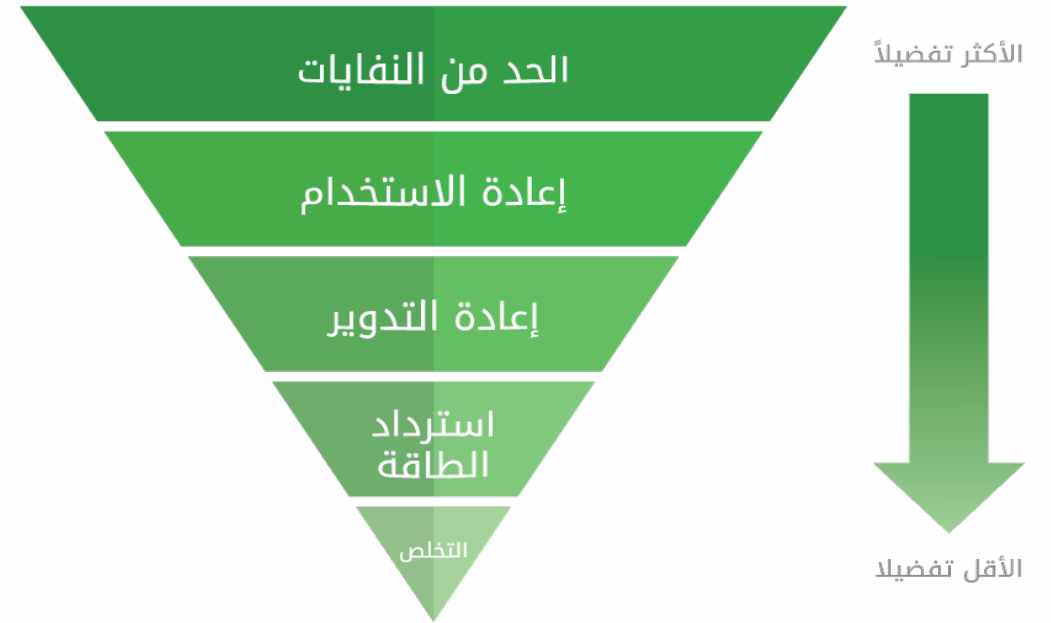 الأكثر تفضيلاً
الحد من النفايات
إعادة الاستخدام
إعادة التدوير
استرداد
الطاقة
التخلص
الأقل تفضيلا